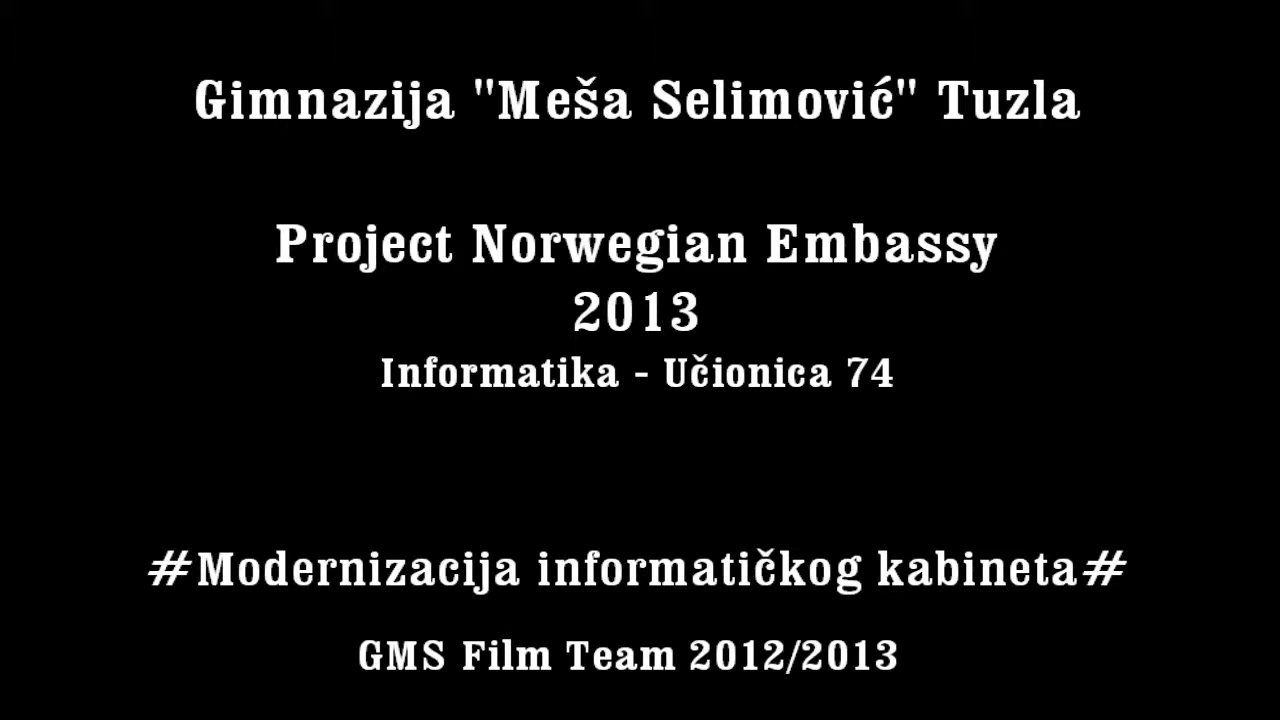 Gimnazija "Meša Selimović" Tuzla
Project Norwegian Embassy
2013
Informatika - Učionica 74
#Modernizacija informatičkog kabineta#
GMS Film Team 2012/2013